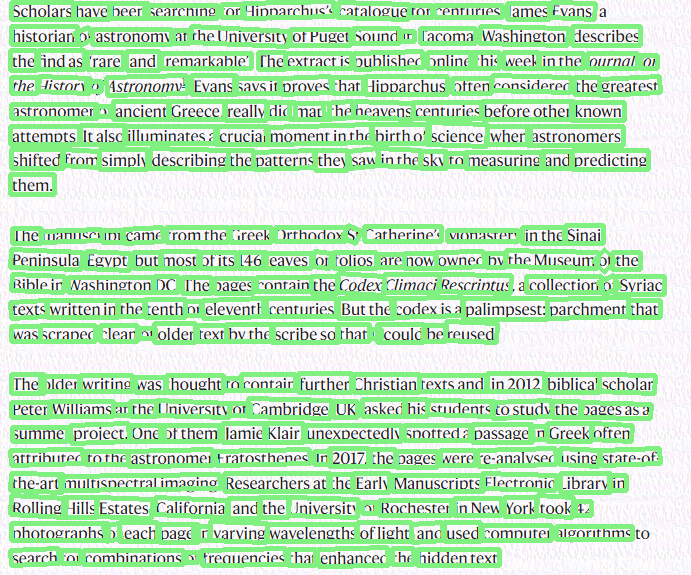 Scholars have been searching for Hipparchus's catalogue for centuries. James Evans, a
historian of astronomy at the University of Puget Sound in Tacoma, Washington, describes
the find as 'rare' and 'remarkable'. The extract is published online this week in the Journal for
the History of Astronomy¹. Evans says it proves that Hipparchus, often considered the greatest
astronomer of ancient Greece, really did map the heavens centuries before other known
attempts. It also illuminates a crucial moment in the birth of science, when astronomers
shifted from simply describing the patterns they saw in the sky to measuring and predicting
them.
The manuscript came from the Greek Orthodox St Catherine's Monastery in the Sinai
Peninsula, Egypt, but most of its 146 leaves, or folios, are now owned by the Museum of the
Bible in Washington DC. The pages contain the Codex Climaci Rescriptus, a collection of Syriac
texts written in the tenth or eleventh centuries. But the codex is a palimpsest: parchment that
was scraped clean of older text by the scribe so that it could be reused.
The older writing was thought to contain further Christian texts and, in 2012, biblical scholar
Peter Williams at the University of Cambridge, UK, asked his students to study the pages as a
summer project. One of them, Jamie Klair, unexpectedly spotted a passage in Greek often
attributed to the astronomer Eratosthenes. In 2017, the pages were re-analysed using state-of-
the-art multispectral imaging. Researchers at the Early Manuscripts Electronic Library in
Rolling Hills Estates, California, and the University of Rochester in New York took 42
photographs of each page in varying wavelengths of light, and used computer algorithms to
search for combinations of frequencies that enhanced the hidden text.